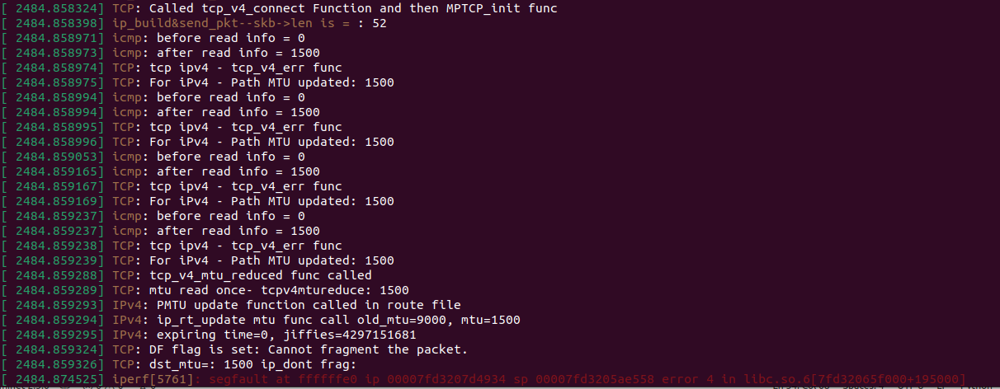 [ 2484.858324] TCP: Called tcp_v4_connect Function and then MPTCP_init func
[ 2484.858398] ip_build&send_pkt--skb->len is = : 52
[ 2484.858971] icmp: before read info = 0
[ 2484.858973] icmp: after read info = 1500
[ 2484.858974] TCP: tcp ipv4 - tcp_v4_err func
[ 2484.858975] TCP: For iPv4 - Path MTU updated: 1500
[ 2484.858994] icmp: before read info = 0
[ 2484.858994] icmp: after read info = 1500
[ 2484.858995] TCP: tcp ipv4 - tcp_v4_err func
[ 2484.858996] TCP: For iPv4 - Path MTU updated: 1500
[ 2484.859053] icmp: before read info = 0
[ 2484.859165] icmp: after read info = 1500
[ 2484.859167] TCP: tcp ipv4 - tcp_v4_err func
[ 2484.859169] TCP: For iPv4 - Path MTU updated: 1500
[ 2484.859237] icmp: before read info = 0
[ 2484.859237] icmp: after read info = 1500
[ 2484.859238] TCP: tcp ipv4 - tcp_v4_err func
[ 2484.859239] TCP: For iPv4 - Path MTU updated: 1500
[ 2484.859288] TCP: tcp_v4_mtu_reduced func called
[ 2484.859289] TCP: mtu read once- tcpv4mtureduce: 1500
[ 2484.859293] IPv4: PMTU update function called in route file
[ 2484.859294] IPv4: ip_rt_update mtu func call old_mtu=9000, mtu=1500
[ 2484.859295] IPv4: expiring time=0, jiffies=4297151681
[ 2484.859324] TCP: DF flag is set: Cannot fragment the packet.
[ 2484.859326] TCP: dst_mtu=: 1500 ip_dont frag:
[ 2484.874525] iperf[5761]: segfault at ffffffe0 ip 00007fd3207d4934 sp 00007fd3205ae558 error 4 in libc.so.6[7fd32065f000+195000]